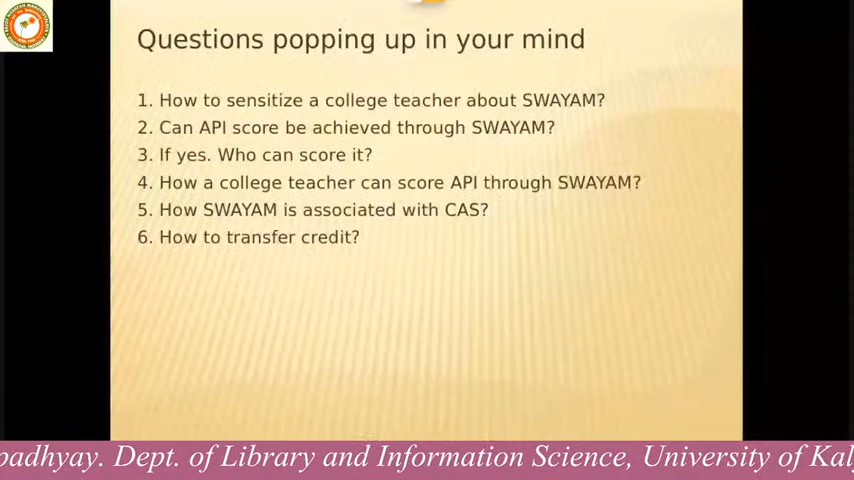 Questions popping up in your mind
1. How to sensitize a college teacher about SWAYAM?
2. Can API score be achieved through SWAYAM?
3. If yes. Who can score it?
4. How a college teacher can score API through SWAYAM?
5. How SWAYAM is associated with CAS?
6. How to transfer credit?
padhyay. Dept. of Library and Information Science, University of Kaly